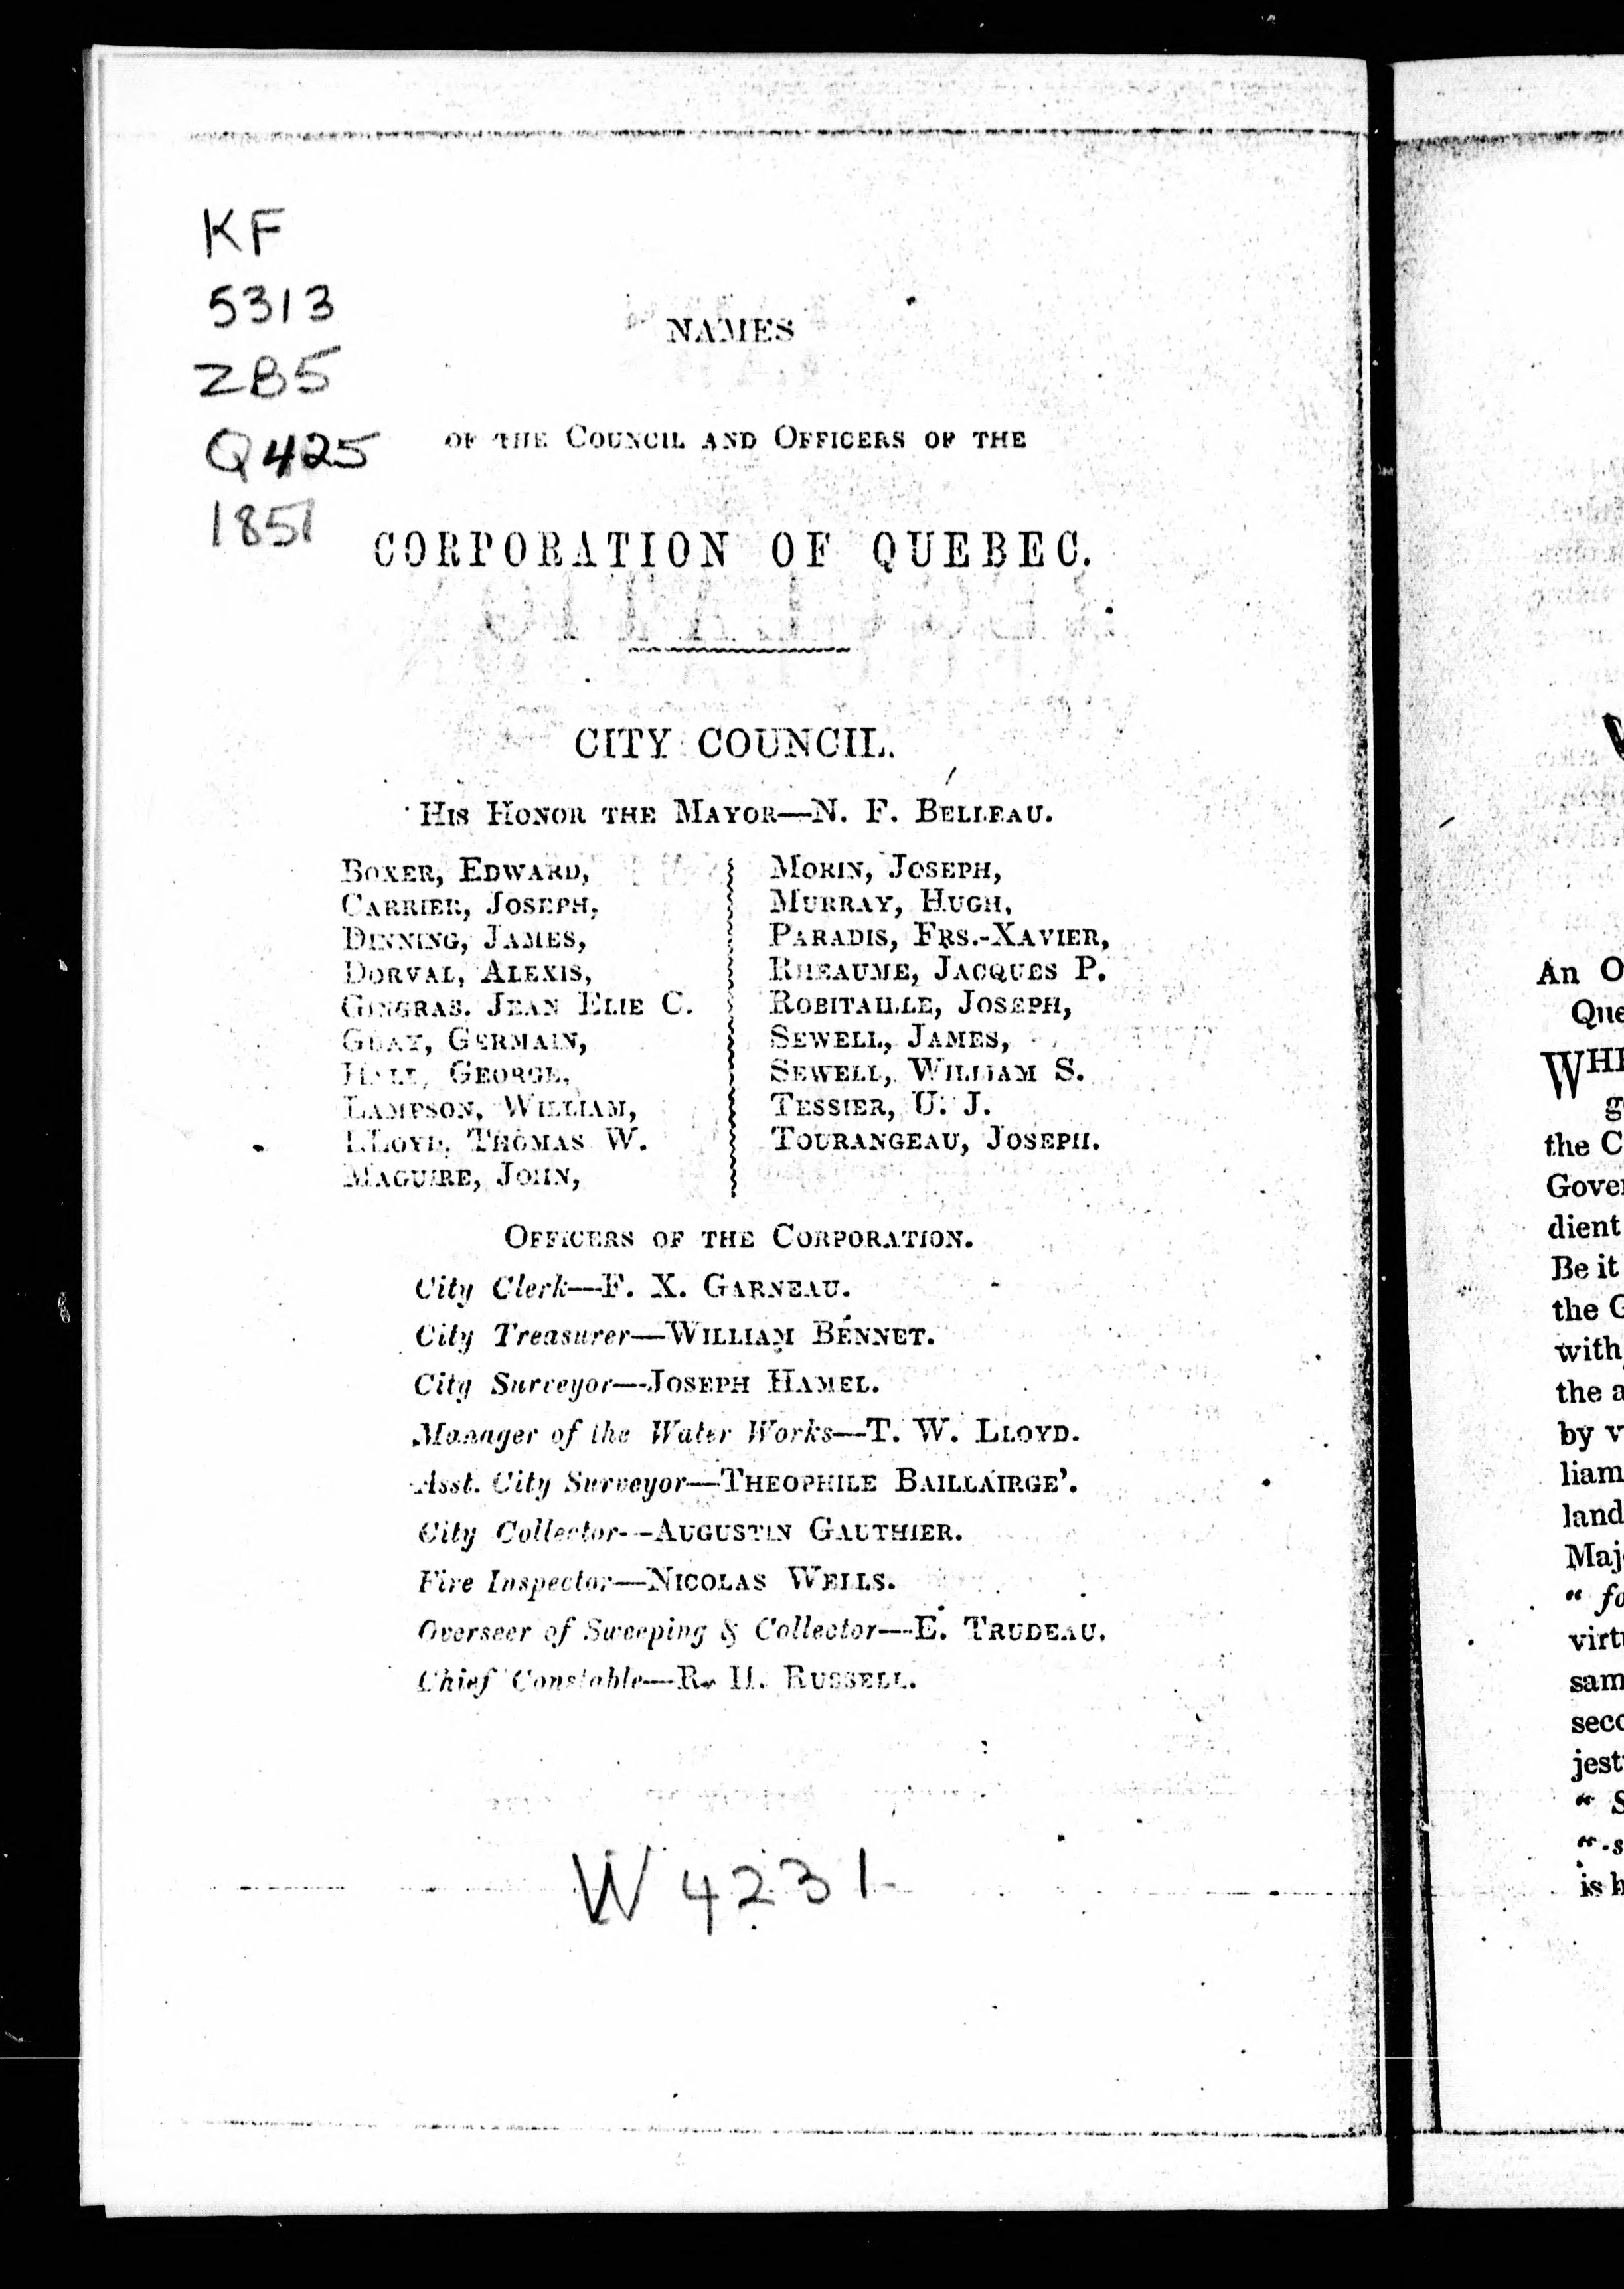 KF
5313
ZB5
Q425
1851
NAMES
OF THE COUNCIL AND OFFICERS OF THE
CORPORATION OF QUEBEC.
CITY COUNCIL.
HIS HONOR THE MAYOR—N. F. BELLEAU.
BOXER, EDWARD,
CARRIER, JOSEPH,
DINNING, JAMES,
DORVAL, ALEXIS,
GINGRAS, JEAN ELIE C.
GUAY, GERMAIN,
HALL, GEORGE,
LAMPSON, WILLIAM,
LLOYD, THOMAS W.
MAGUIRE, JOHN,
MORIN, JOSEPH,
MURRAY, HUGH,
PARADIS, FRS.-XAVIER,
RHEAUME, JACQUES P.
ROBITAILLE, JOSEPH,
SEWELL, JAMES,
SEWELL, WILLIAM S.
TESSIER, U. J.
TOURANGEAU, JOSEPH.
OFFICERS OF THE CORPORATION.
City Clerk—F. X. GARNEAU.
City Treasurer—WILLIAM BENNET.
City Surveyor—JOSEPH HAMEL.
Manager of the Water Works—T. W. LLOYD.
Asst. City Surveyor—THEOPHILE BAILLAIRGE'.
City Collector—AUGUSTIN GAUTHIER.
Fire Inspector—NICOLAS WELLS.
Overseer of Sweeping & Collector—E. TRUDEAU.
Chief Constable—R. H. RUSSELL.
W 4231
An O
Que
WHE
g
the C
Gover
dient
Be it
the G
with
the a
by v
liam
land
Maj
" fo
virt
sam
seco
jest
" S
" s
is h